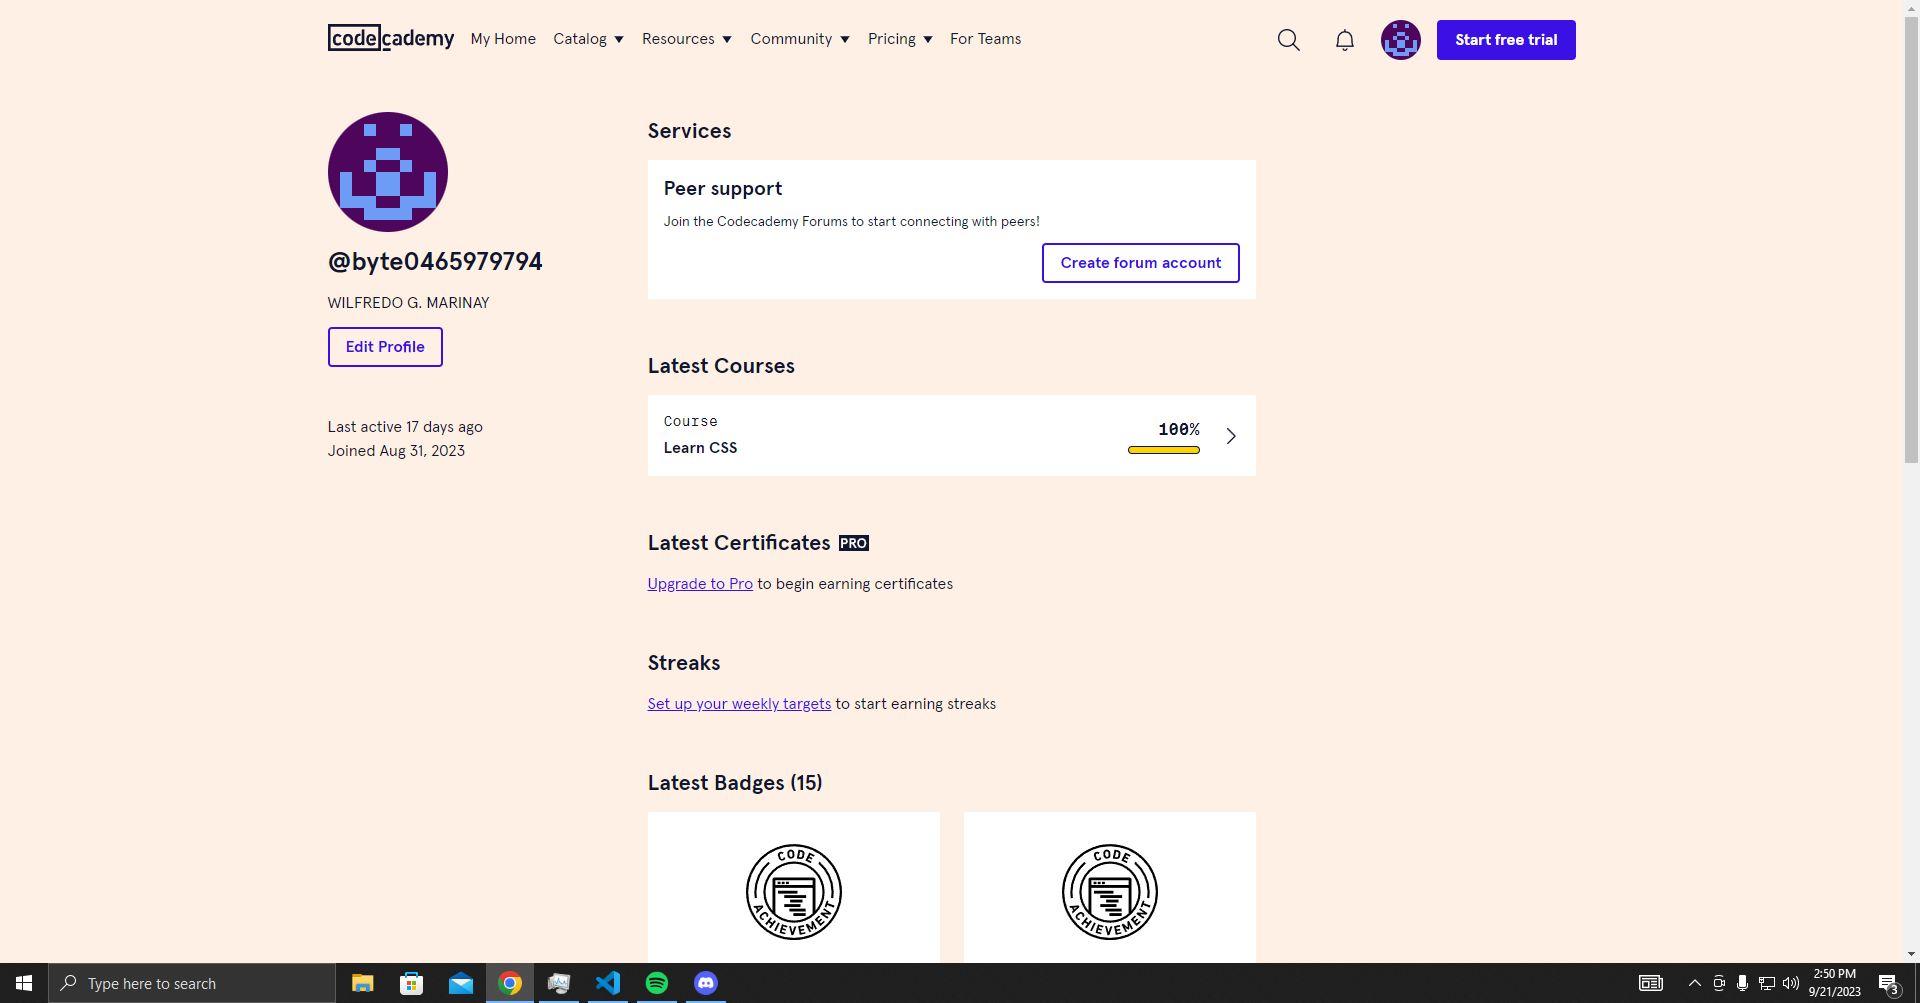 codecademy My Home Catalog Resources Community Pricing For Teams Start free trial
@byte0465979794
WILFREDO G. MARINAY
Edit Profile
Last active 17 days ago
Joined Aug 31, 2023
Services
Peer support
Join the Codecademy Forums to start connecting with peers!
Create forum account
Latest Courses
Course
Learn CSS
100%
Latest Certificates PRO
Upgrade to Pro to begin earning certificates
Streaks
Set up your weekly targets to start earning streaks
Latest Badges (15)
CODE ACHIEVEMENT
CODE ACHIEVEMENT
Type here to search
2:50 PM
9/21/2023
3